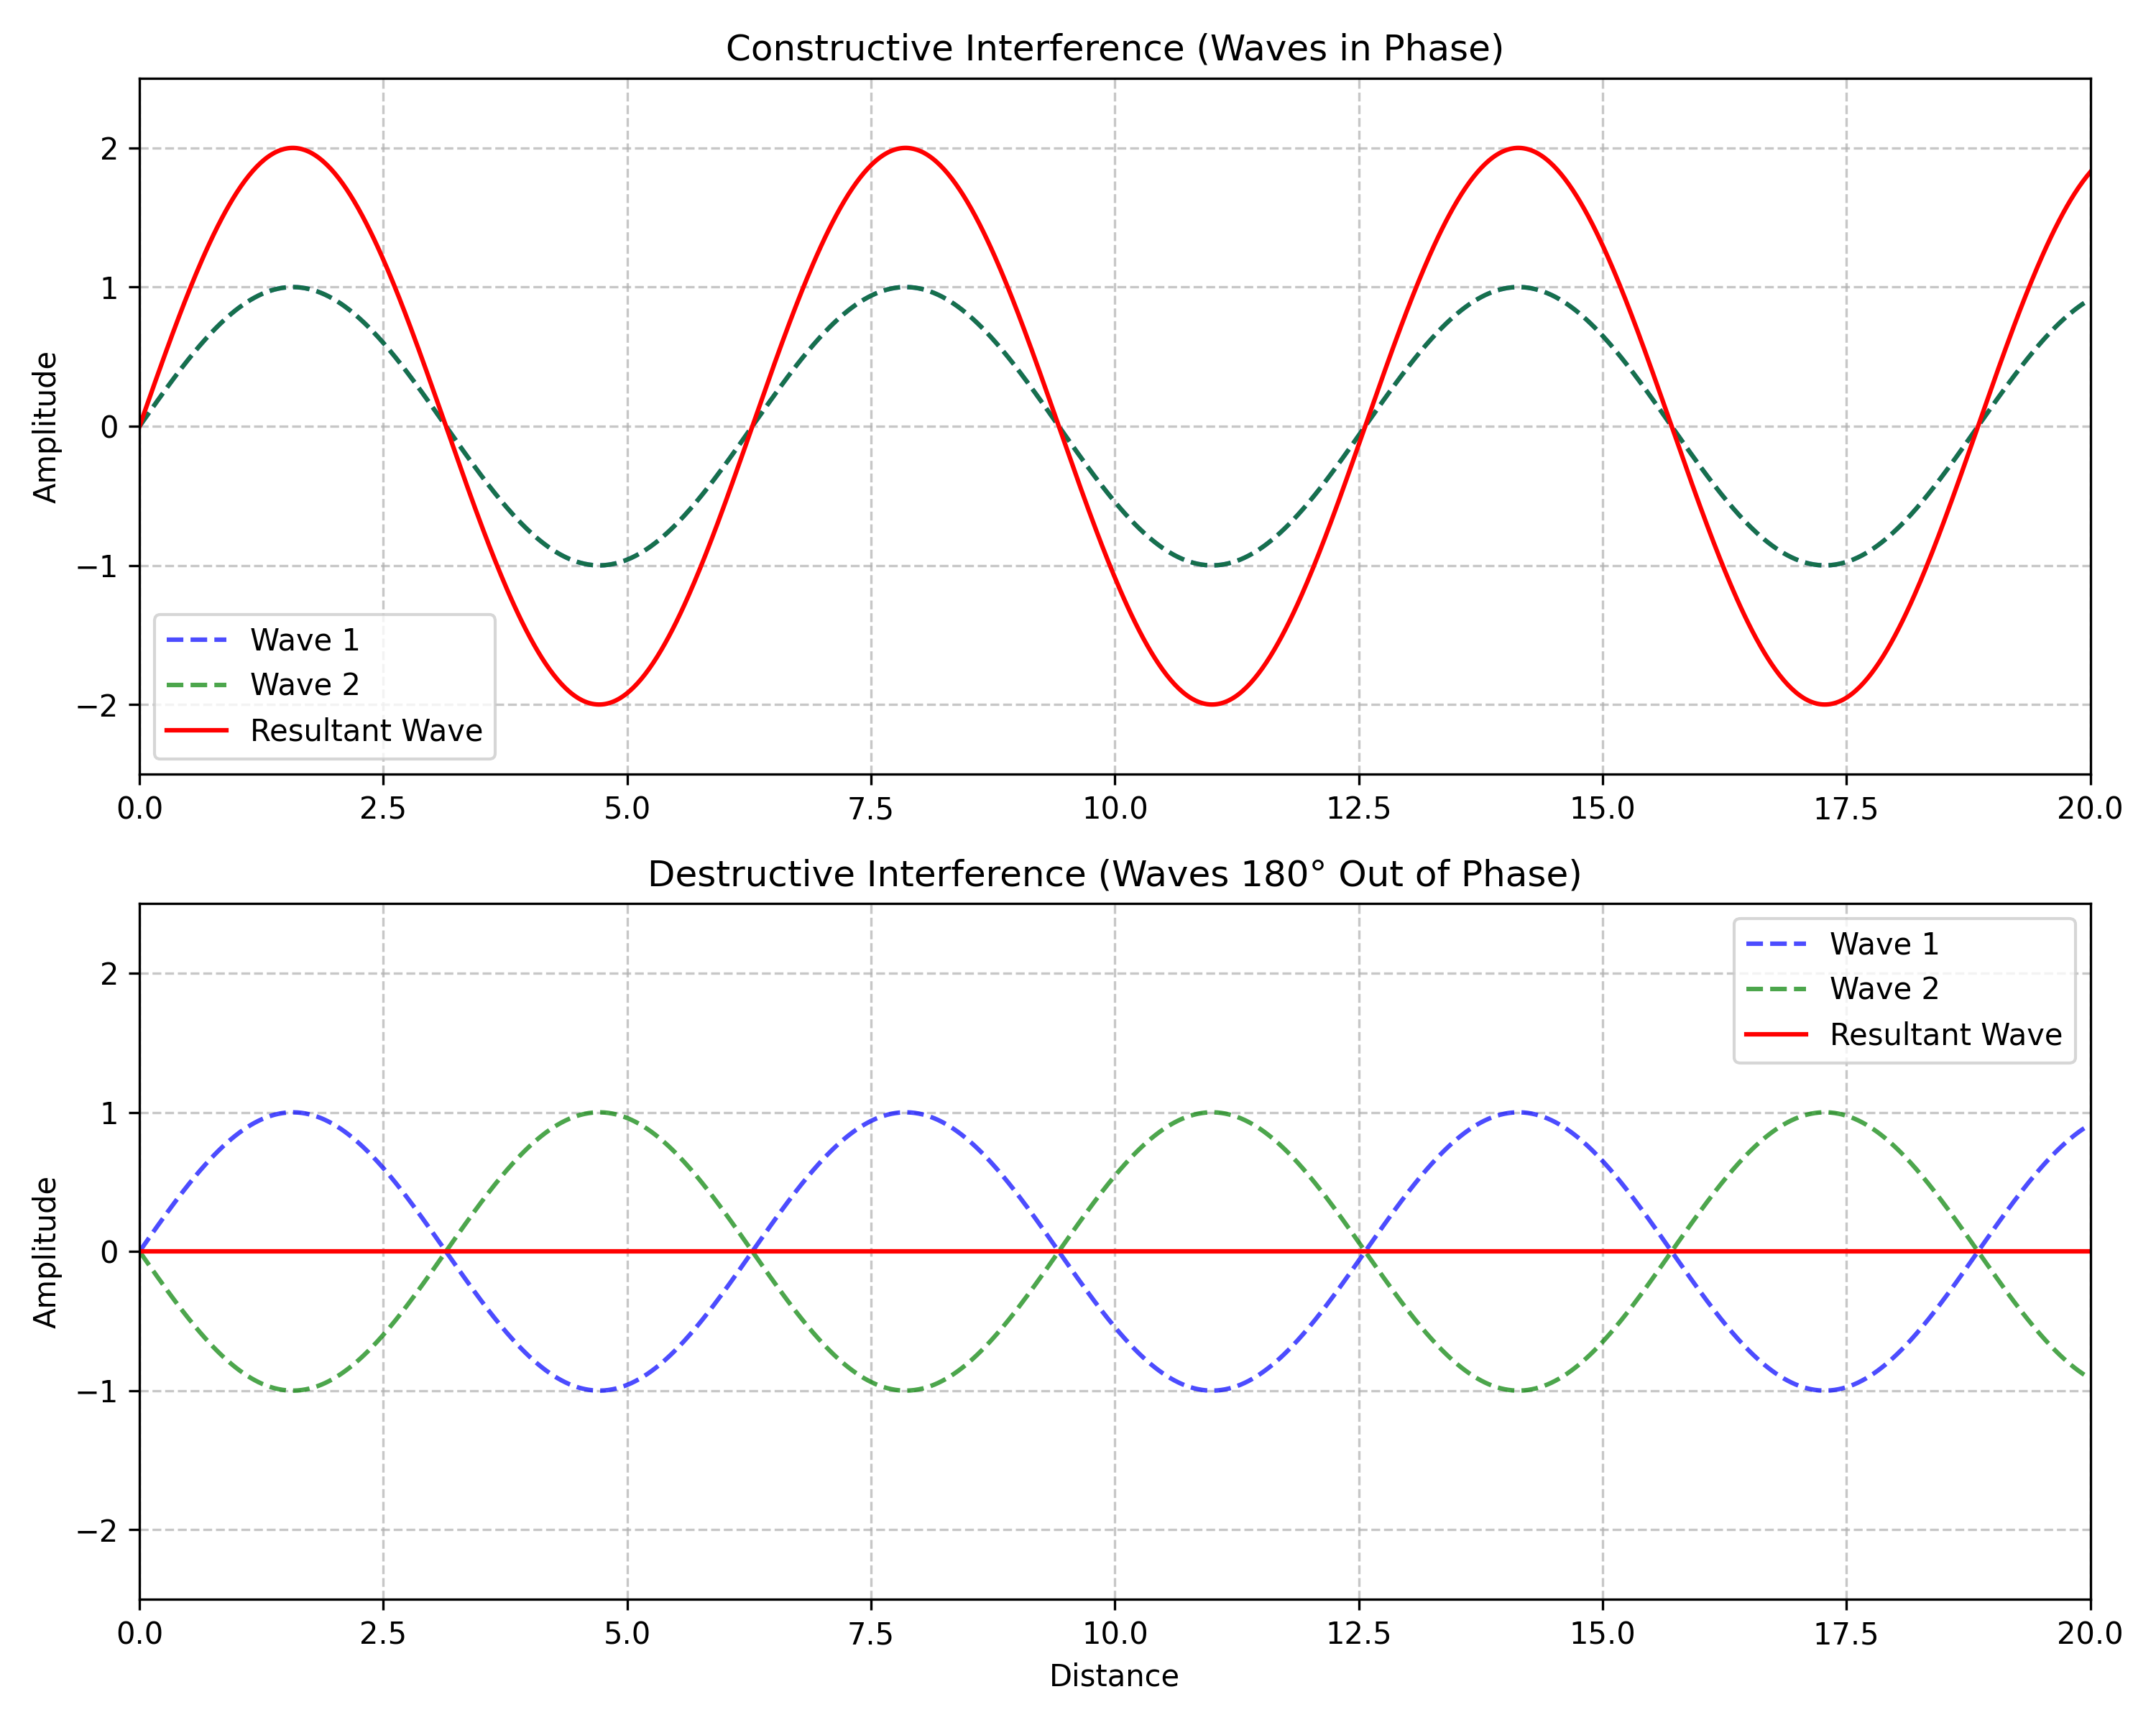 Constructive Interference (Waves in Phase)
Amplitude
2
1
0
−1
−2
Wave 1
Wave 2
Resultant Wave
0.0 2.5 5.0 7.5 10.0 12.5 15.0 17.5 20.0
Destructive Interference (Waves 180° Out of Phase)
Amplitude
2
1
0
−1
−2
Wave 1
Wave 2
Resultant Wave
0.0 2.5 5.0 7.5 10.0 12.5 15.0 17.5 20.0
Distance